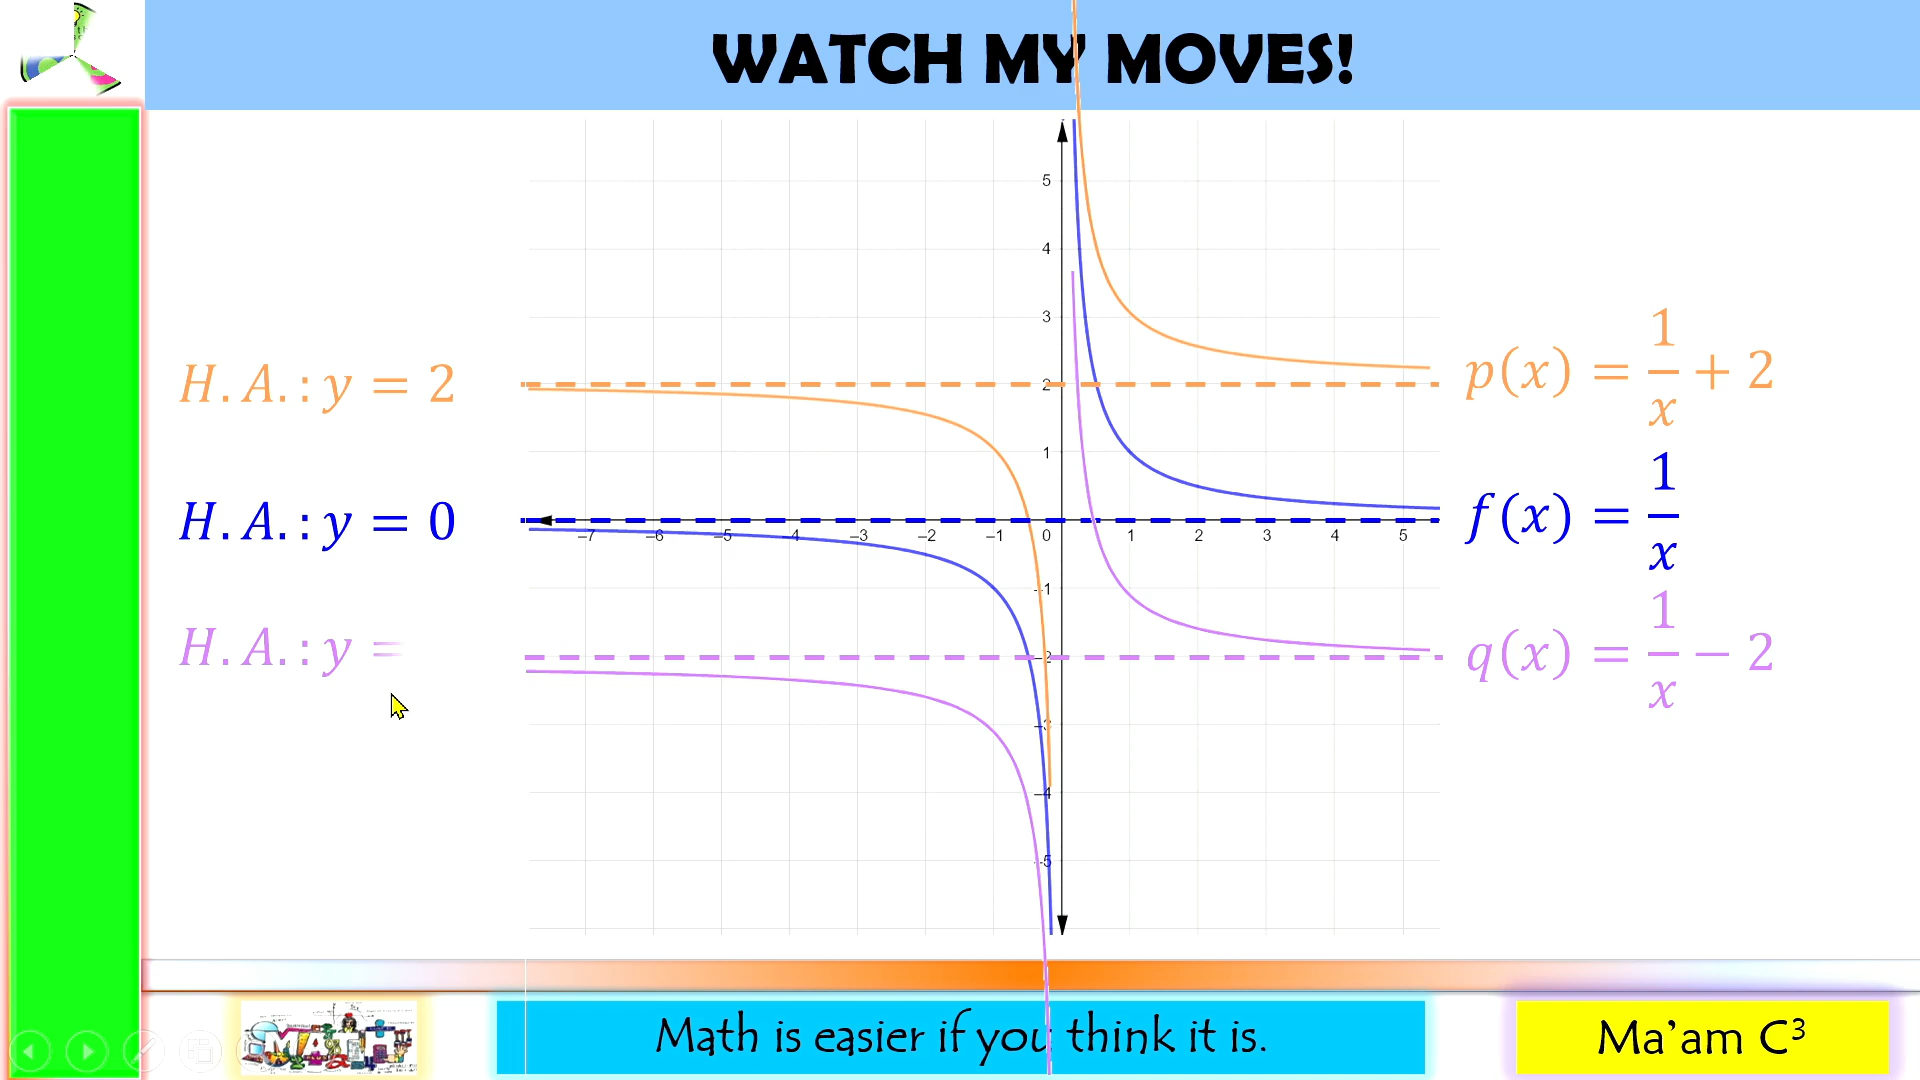 WATCH MY MOVES!
5
4
3
2
1
H.A.: y = 2
p(x) = 1/x + 2
H.A.: y = 0
f(x) = 1/x
–7 –6 –5 –4 –3 –2 –1 0 1 2 3 4 5
–1
–2
–3
–4
–5
H.A.: y =
q(x) = 1/x − 2
MATH
Math is easier if you think it is.
Ma’am C³